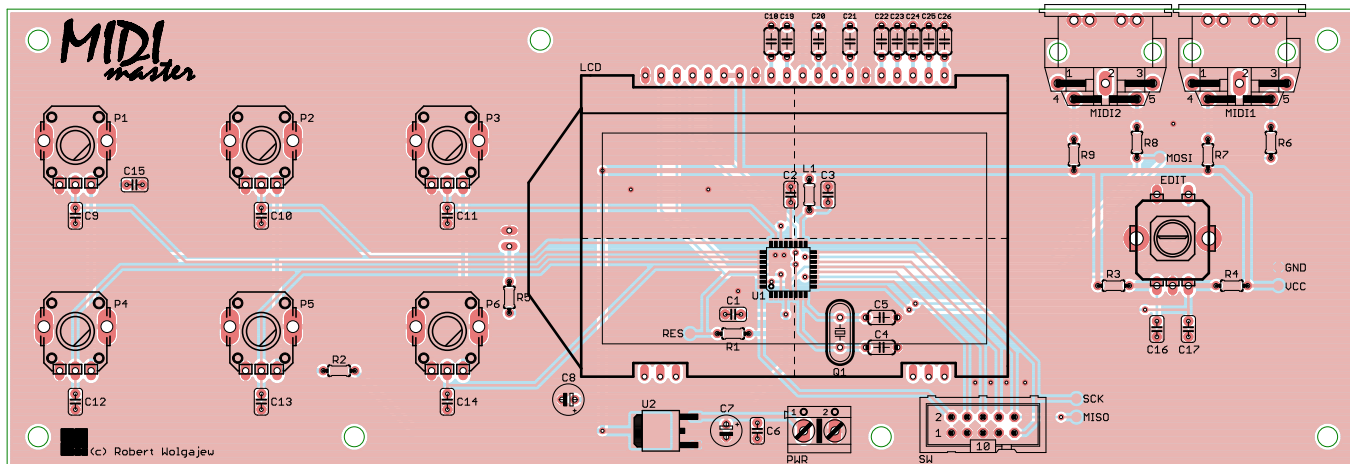 MIDI
master
C18 C19 C20 C21 C22 C23 C24 C25 C26
LCD
1 2 3
4 5
MIDI2
1 2 3
4 5
MIDI1
P1
P2
P3
C15
C9
C10
C11
C2 L1 C3
R9
R8
MOSI
R7
R6
EDIT
P4
P5
P6
R5
U1
C1
RES
R1
C5
C4
Q1
R3
R4
GND
VCC
C16 C17
R2
C12
C13
C14
C8
+
U2
C7
+
C6
1 2
PWR
2
1
10
SW
SCK
MISO
(c) Robert Wolgajew